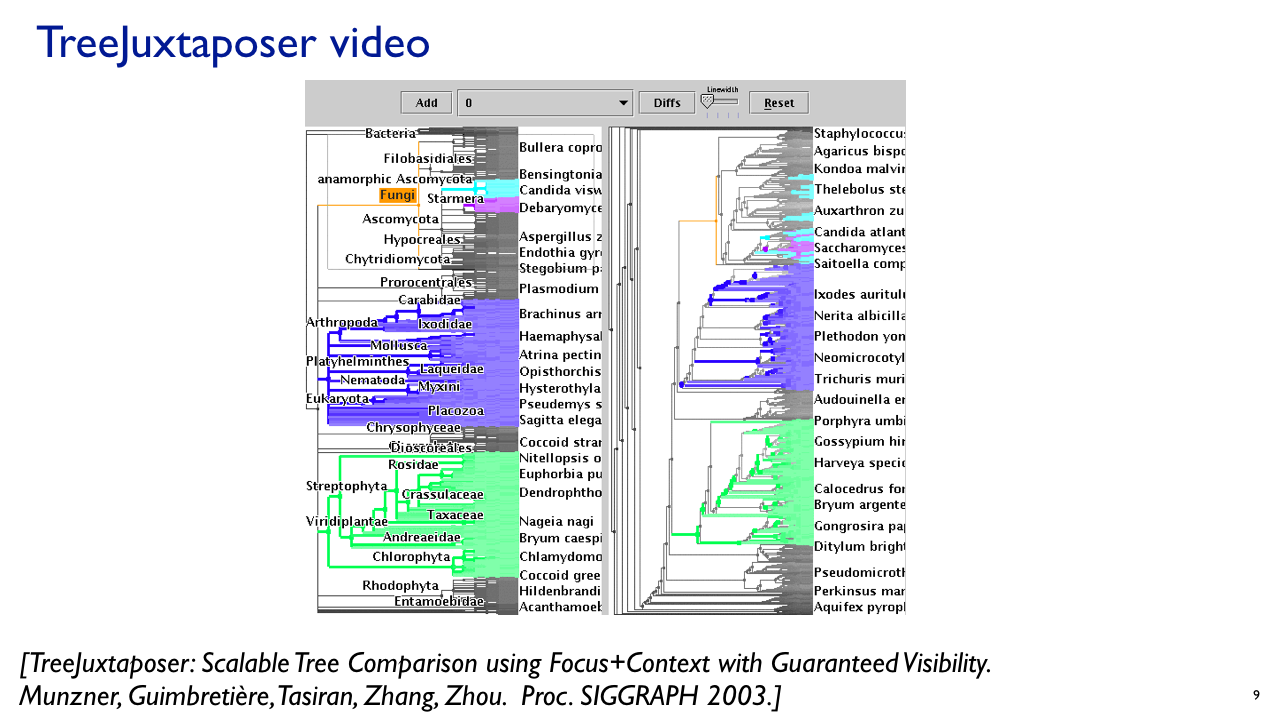 TreeJuxtaposer video
Linewidth
Add
0
Diffs
Reset
Bacteria
Filobasidiales
anamorphic Ascomycota
Fungi
Starmera
Ascomycota
Hypocreales
Chytridiomycota
Prorocentrales
Carabidae
Arthropoda
Ixodidae
Mollusca
Platyhelminthes
Laqueidae
Nematoda
Myxini
Eukaryota
Placozoa
Chrysophyceae
Dioscoreales
Rosidae
Streptophyta
Crassulaceae
Taxaceae
Viridiplantae
Andreaeidae
Chlorophyta
Rhodophyta
Entamoebidae
Bullera copro
Bensingtonia
Candida visw
Debaryomyce
Aspergillus z
Endothia gyr
Stegobium p
Plasmodium
Brachinus arr
Haemaphysal
Atrina pectin
Opisthorchis
Hysterothyla
Pseudemys s
Sagitta elega
Coccoid stran
Nitellopsis o
Euphorbia pu
Dendrophtho
Nageia nagi
Bryum caespi
Chlamydomo
Coccoid gree
Hildenbrandi
Acanthamoeb
Staphylococcu
Agaricus bispo
Kondoa malvir
Thelebolus ste
Auxarthron zu
Candida atlant
Saccharomyces
Saitoella comp
Ixodes auritulu
Nerita albicilla
Plethodon yon
Neomicrocotyl
Trichuris muri
Audouinella er
Porphyra umbi
Gossypium hir
Harveya specio
Calocedrus for
Bryum argente
Gongrosira pap
Ditylum bright
Pseudomicroth
Perkinsus mar
Aquifex pyropl
[TreeJuxtaposer: Scalable Tree Comparison using Focus+Context with Guaranteed Visibility.
Munzner, Guimbretière, Tasiran, Zhang, Zhou. Proc. SIGGRAPH 2003.]
9